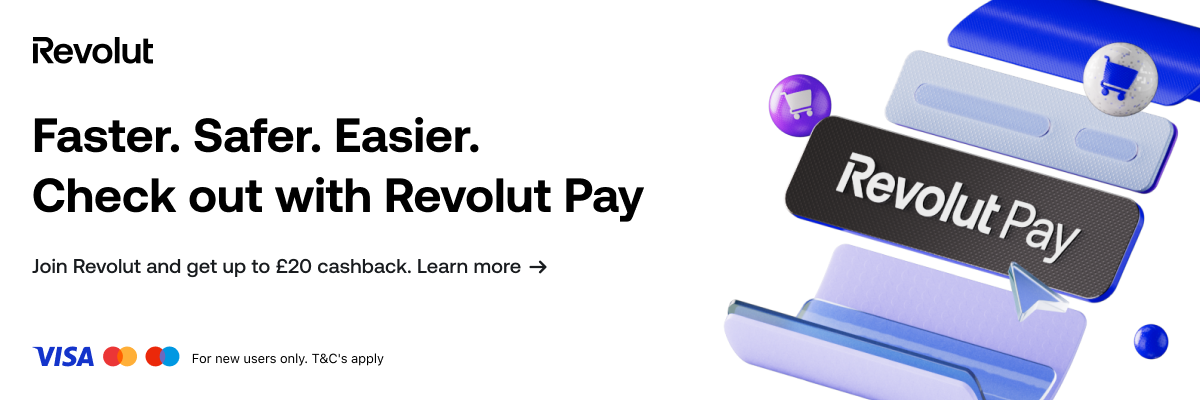 Revolut
Faster. Safer. Easier.
Check out with Revolut Pay
Join Revolut and get up to £20 cashback. Learn more →
VISA
For new users only. T&C's apply
Revolut Pay